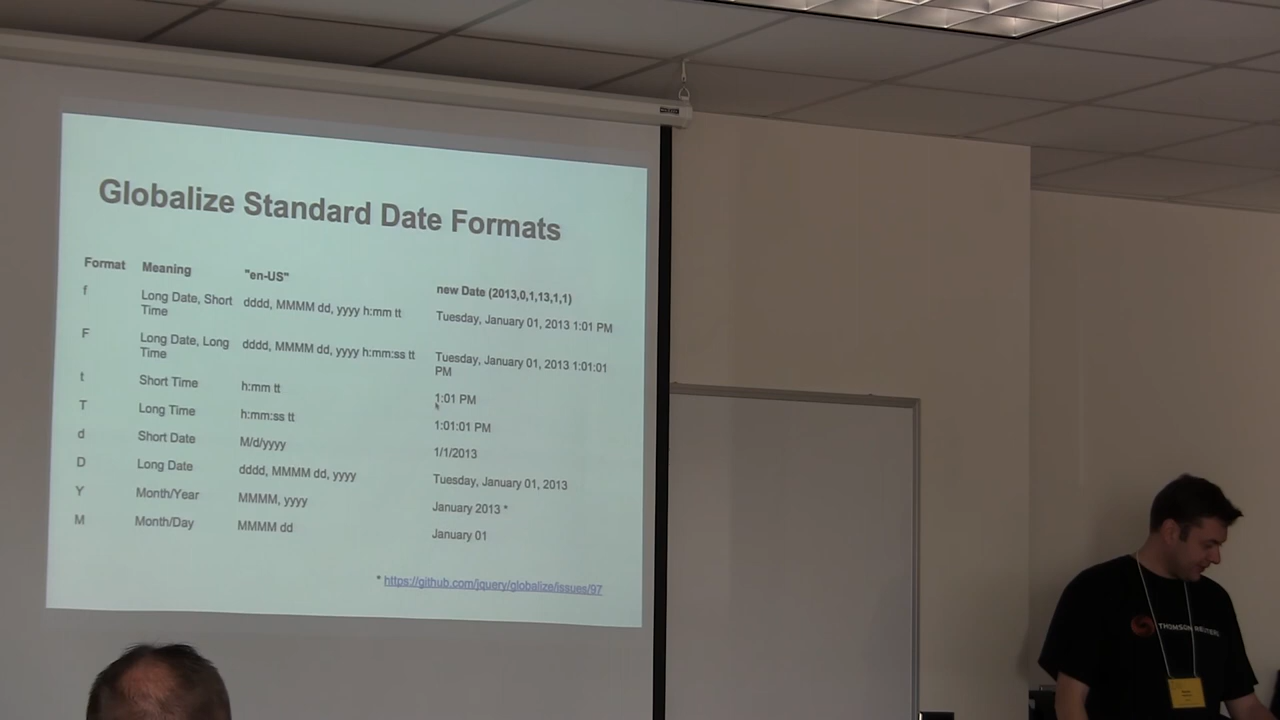 Globalize Standard Date Formats
Format Meaning "en-US" new Date (2013,0,1,13,1,1)
f Long Date, Short Time dddd, MMMM dd, yyyy h:mm tt Tuesday, January 01, 2013 1:01 PM
F Long Date, Long Time dddd, MMMM dd, yyyy h:mm:ss tt Tuesday, January 01, 2013 1:01:01 PM
t Short Time h:mm tt 1:01 PM
T Long Time h:mm:ss tt 1:01:01 PM
d Short Date M/d/yyyy 1/1/2013
D Long Date dddd, MMMM dd, yyyy Tuesday, January 01, 2013
Y Month/Year MMMM, yyyy January 2013 *
M Month/Day MMMM dd January 01
* https://github.com/jquery/globalize/issues/97
THOMSON REUTERS